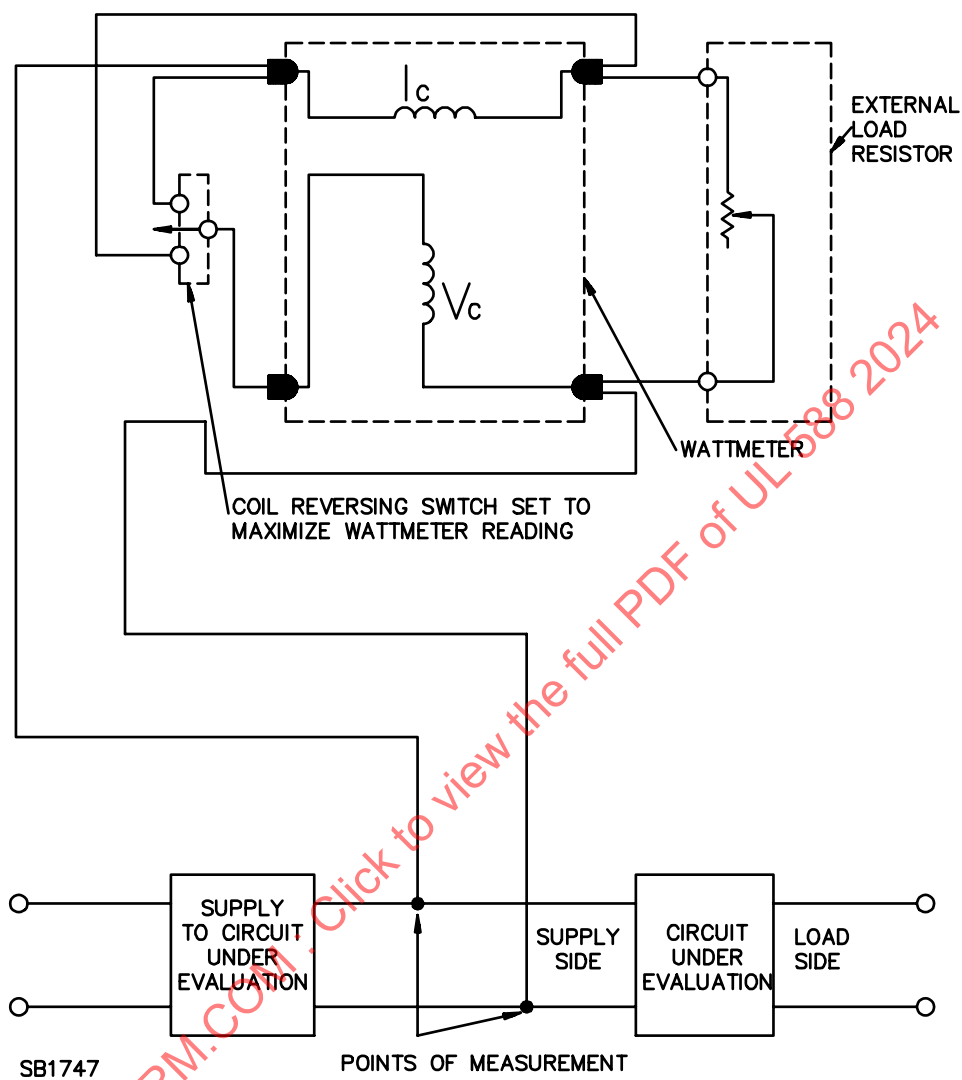 Ic
EXTERNAL
LOAD
RESISTOR
Vc
WATTMETER
COIL REVERSING SWITCH SET TO
MAXIMIZE WATTMETER READING
SUPPLY
TO CIRCUIT
UNDER
EVALUATION
SUPPLY
SIDE
CIRCUIT
UNDER
EVALUATION
LOAD
SIDE
POINTS OF MEASUREMENT
SB1747
RM.COM : Click to view the full PDF of UL 588 2024